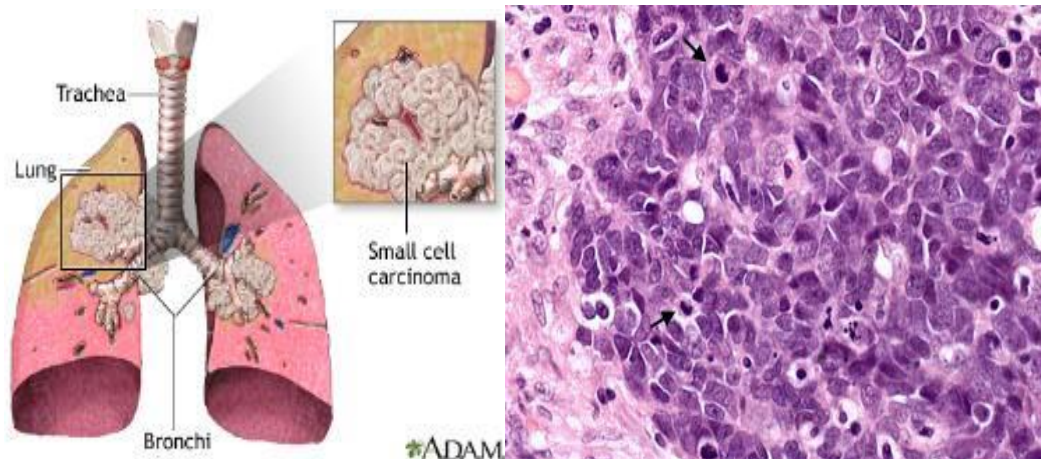 Trachea
Lung
Small cell
carcinoma
Bronchi
ADAM